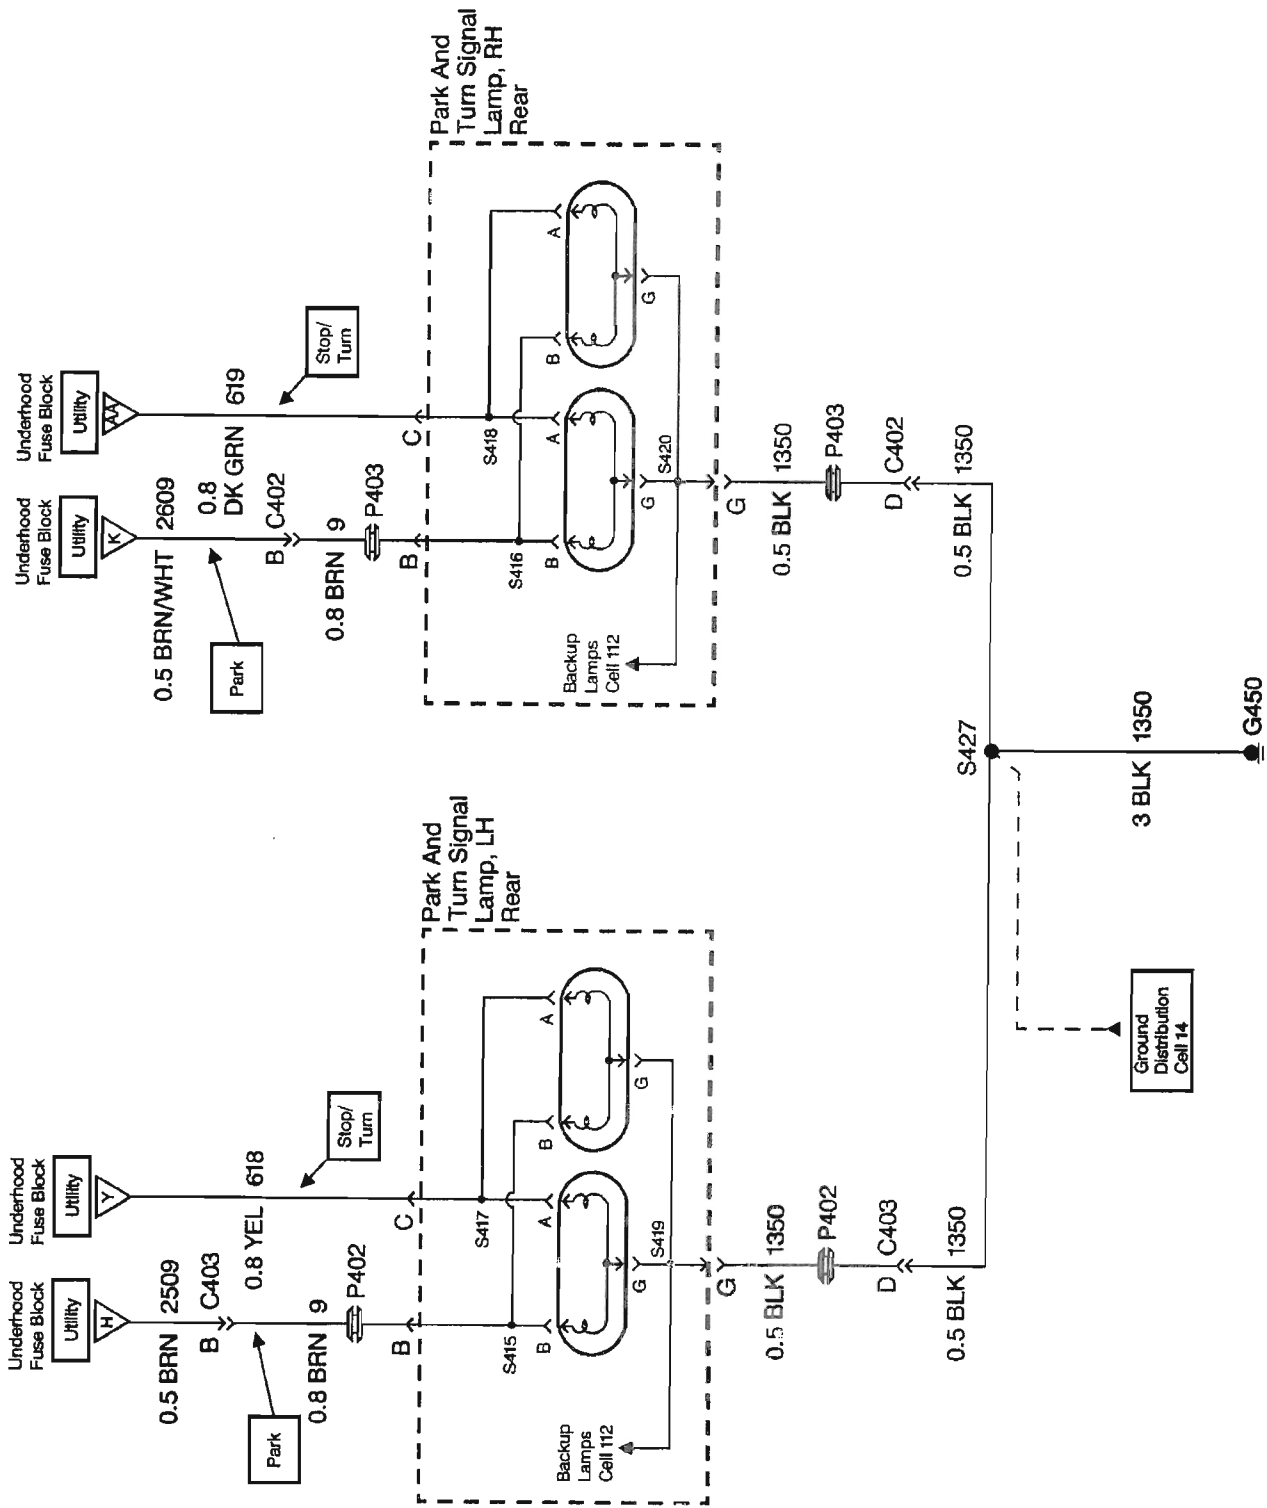 Underhood
Fuse Block
Utility
H
0.5 BRN 2509
B C403
Park
0.8 BRN 9
P402
B
Underhood
Fuse Block
Utility
Y
0.8 YEL 618
Stop/
Turn
C
Park And
Turn Signal
Lamp, LH
Rear
S415
S417
B
A
B
A
G
G
S419
Backup
Lamps
Cell 112
G
0.5 BLK 1350
P402
D C403
0.5 BLK 1350
Underhood
Fuse Block
Utility
K
0.5 BRN/WHT 2609
Park
B C402
0.8 BRN 9
P403
B
Underhood
Fuse Block
Utility
AA
0.8
DK GRN 619
Stop/
Turn
C
Park And
Turn Signal
Lamp, RH
Rear
S416
S418
B
A
B
A
G
G
S420
Backup
Lamps
Cell 112
G
0.5 BLK 1350
P403
D C402
0.5 BLK 1350
S427
3 BLK 1350
G450
Ground
Distribution
Cell 14